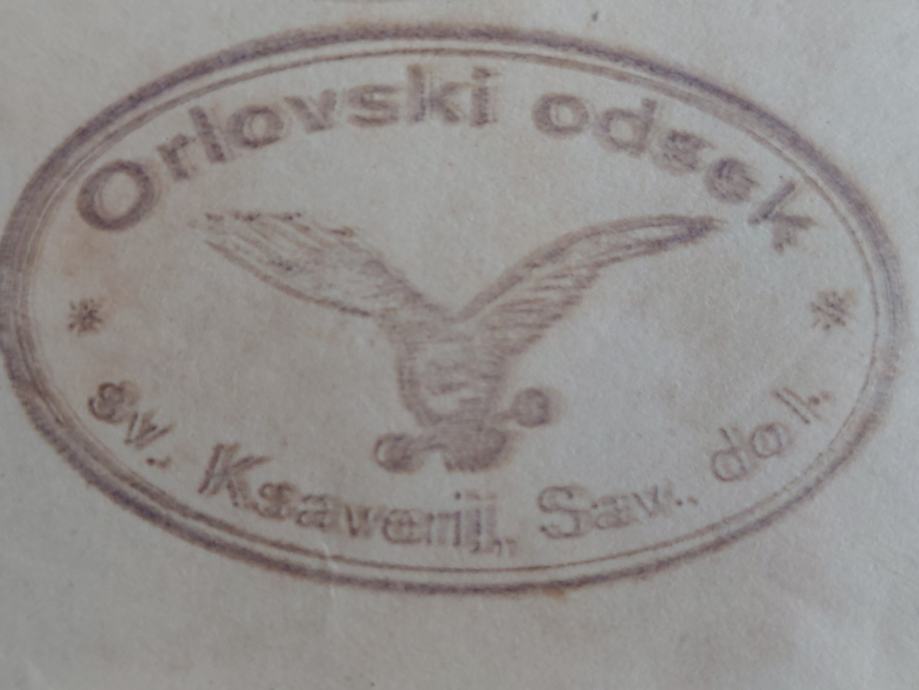 Orlovski odsek
sv. Ksaverij, Sav. dol.